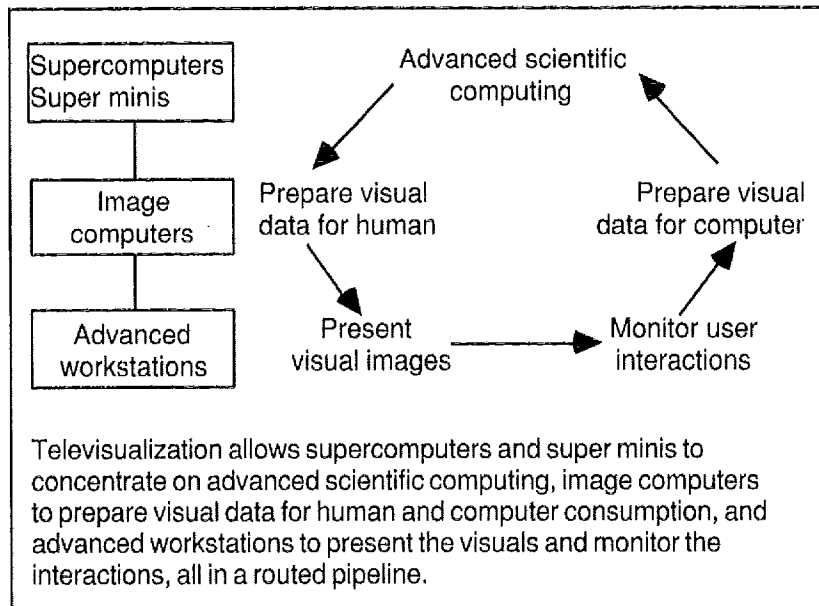 Supercomputers
Super minis
Advanced scientific
computing
Image
computers
Prepare visual
data for human
Prepare visual
data for computer
Advanced
workstations
Present
visual images
Monitor user
interactions
Televisualization allows supercomputers and super minis to
concentrate on advanced scientific computing, image computers
to prepare visual data for human and computer consumption, and
advanced workstations to present the visuals and monitor the
interactions, all in a routed pipeline.